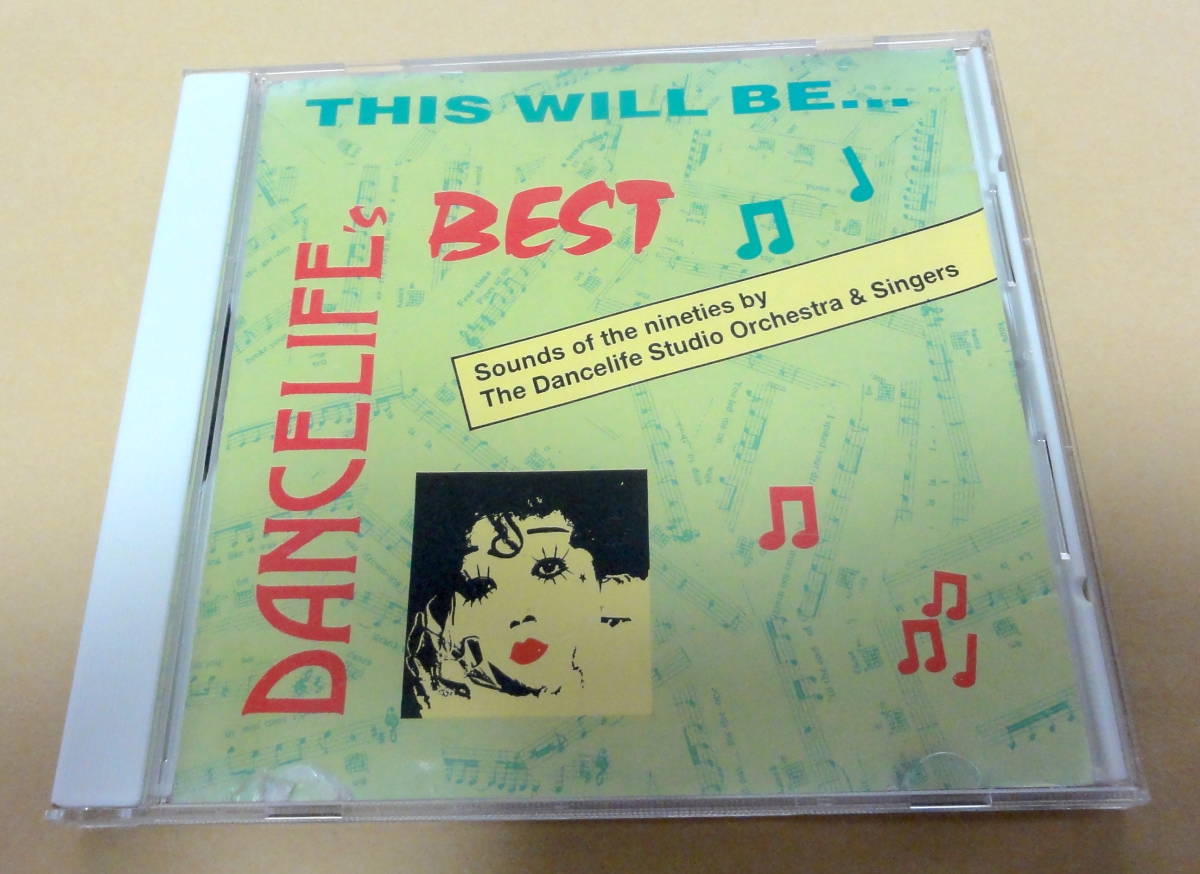 THIS WILL BE...
DANCELIFE's
BEST
Sounds of the nineties by
The Dancelife Studio Orchestra & Singers